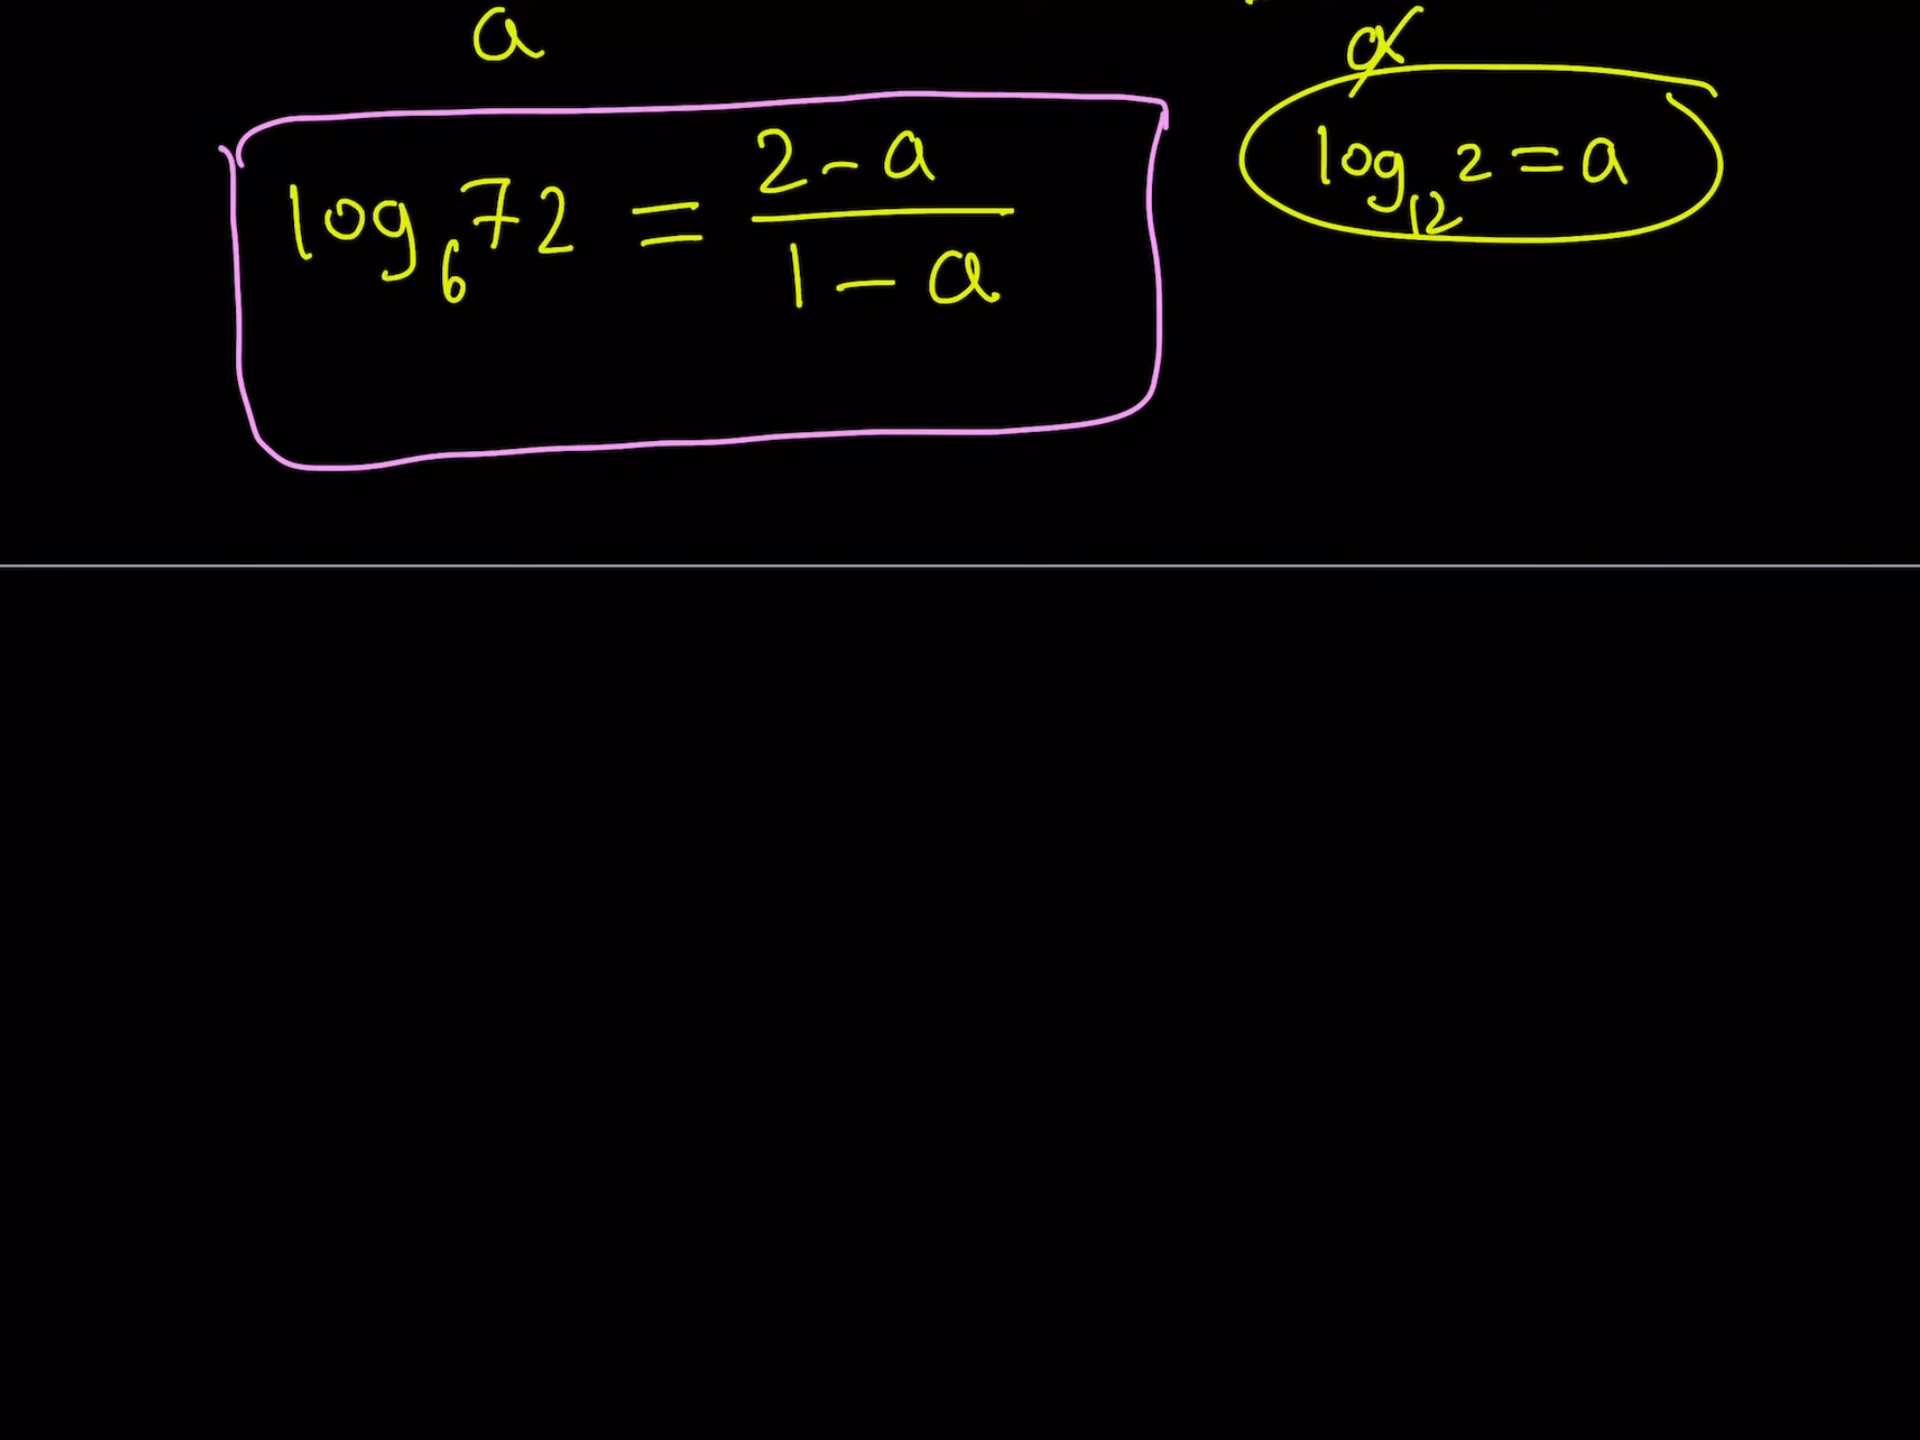 a
a
log₆72 = (2 - a)/(1 - a)
log₁₂2 = a